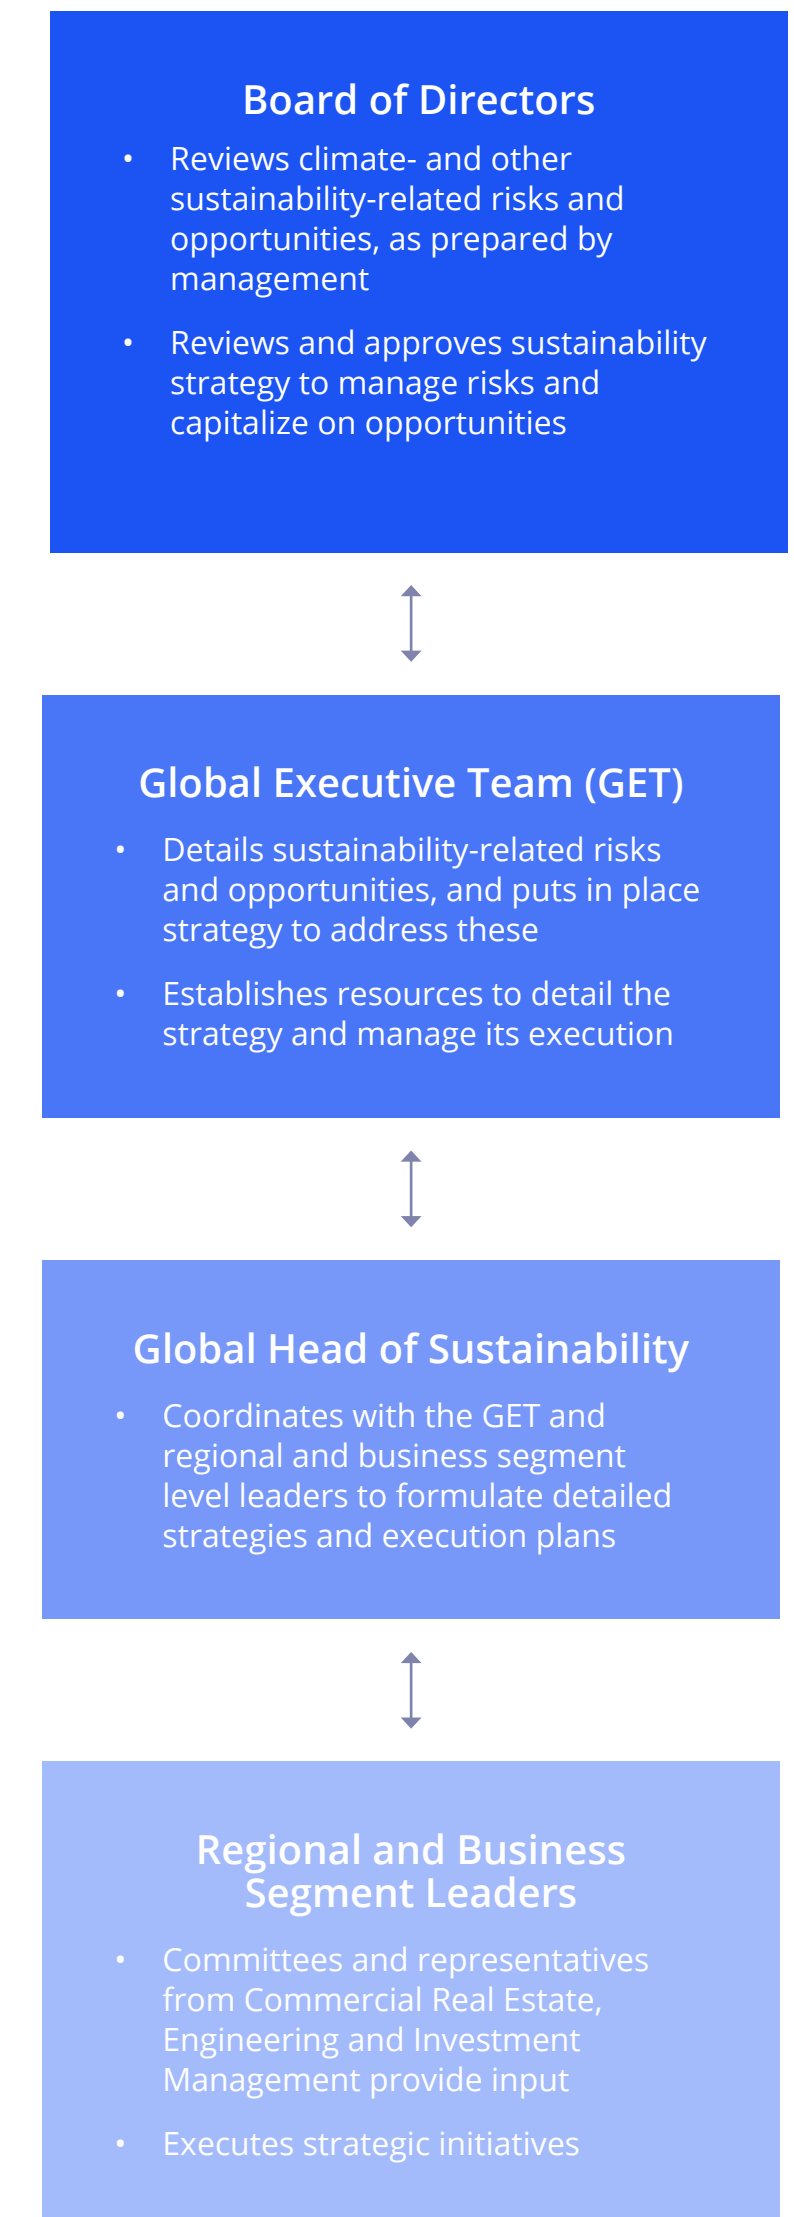 Board of Directors
• Reviews climate- and other
sustainability-related risks and
opportunities, as prepared by
management
• Reviews and approves sustainability
strategy to manage risks and
capitalize on opportunities
Global Executive Team (GET)
• Details sustainability-related risks
and opportunities, and puts in place
strategy to address these
• Establishes resources to detail the
strategy and manage its execution
Global Head of Sustainability
• Coordinates with the GET and
regional and business segment
level leaders to formulate detailed
strategies and execution plans
Regional and Business
Segment Leaders
• Committees and representatives
from Commercial Real Estate,
Engineering and Investment
Management provide input
• Executes strategic initiatives